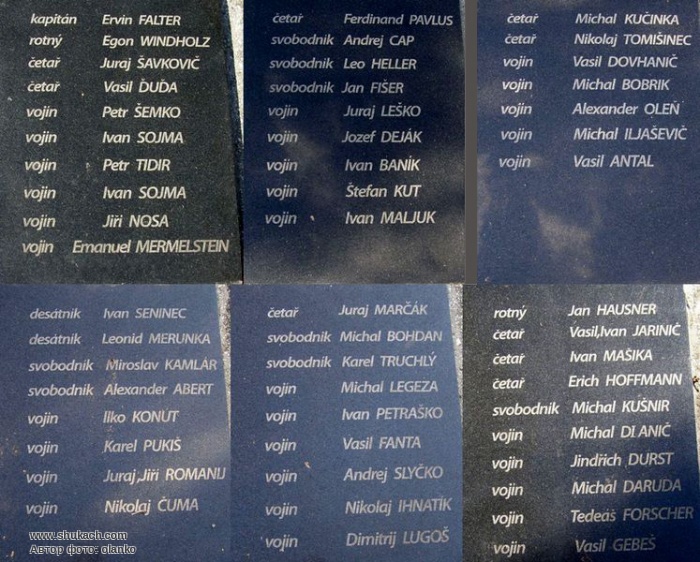 kapitán Ervin FALTER
rotný Egon WINDHOLZ
četař Juraj ŠAVKOVIČ
četař Vasil ĎUĎA
vojín Petr ŠEMKO
vojín Ivan SOJMA
vojín Petr TIDIR
vojín Ivan SOJMA
vojín Jiří NOSA
vojín Emanuel MERMELSTEIN
četař Ferdinand PAVLUS
svobodník Andrej CAP
svobodník Leo HELLER
svobodník Jan FIŠER
vojín Juraj LEŠKO
vojín Jozef DEJÁK
vojín Ivan BANÍK
vojín Štefan KUT
vojín Ivan MALJUK
četař Michal KUČINKA
četař Nikolaj TOMIŠINEC
vojín Vasil DOVHANIČ
vojín Michal BOBRIK
vojín Alexander OLEŇ
vojín Michal ILJAŠEVIČ
vojín Vasil ANTAL
desátník Ivan SENINEC
desátník Leonid MERUNKA
svobodník Miroslav KAMLÁR
svobodník Alexander ABERT
vojín Ilko KONUT
vojín Karel PUKIŠ
vojín Juraj,Jiří ROMANIJ
vojín Nikolaj ČUMA
četař Juraj MARČÁK
svobodník Michal BOHDAN
svobodník Karel TRUCHLÝ
vojín Michal LEGEZA
vojín Ivan PETRAŠKO
vojín Vasil FANTA
vojín Andrej SLYČKO
vojín Nikolaj IHNATÍK
vojín Dimitrij LUGOŠ
rotný Jan HAUSNER
četař Vasil,Ivan JARINIČ
četař Ivan MAŠIKA
četař Erich HOFFMANN
svobodník Michal KUŠNIR
vojín Michal
vojín Jindřich DURST
vojín Michal DARUDA
vojín Tedeáš FORSCHER
vojín Vasil GEBEŠ
www.shukach.com
Автор фото: olanko